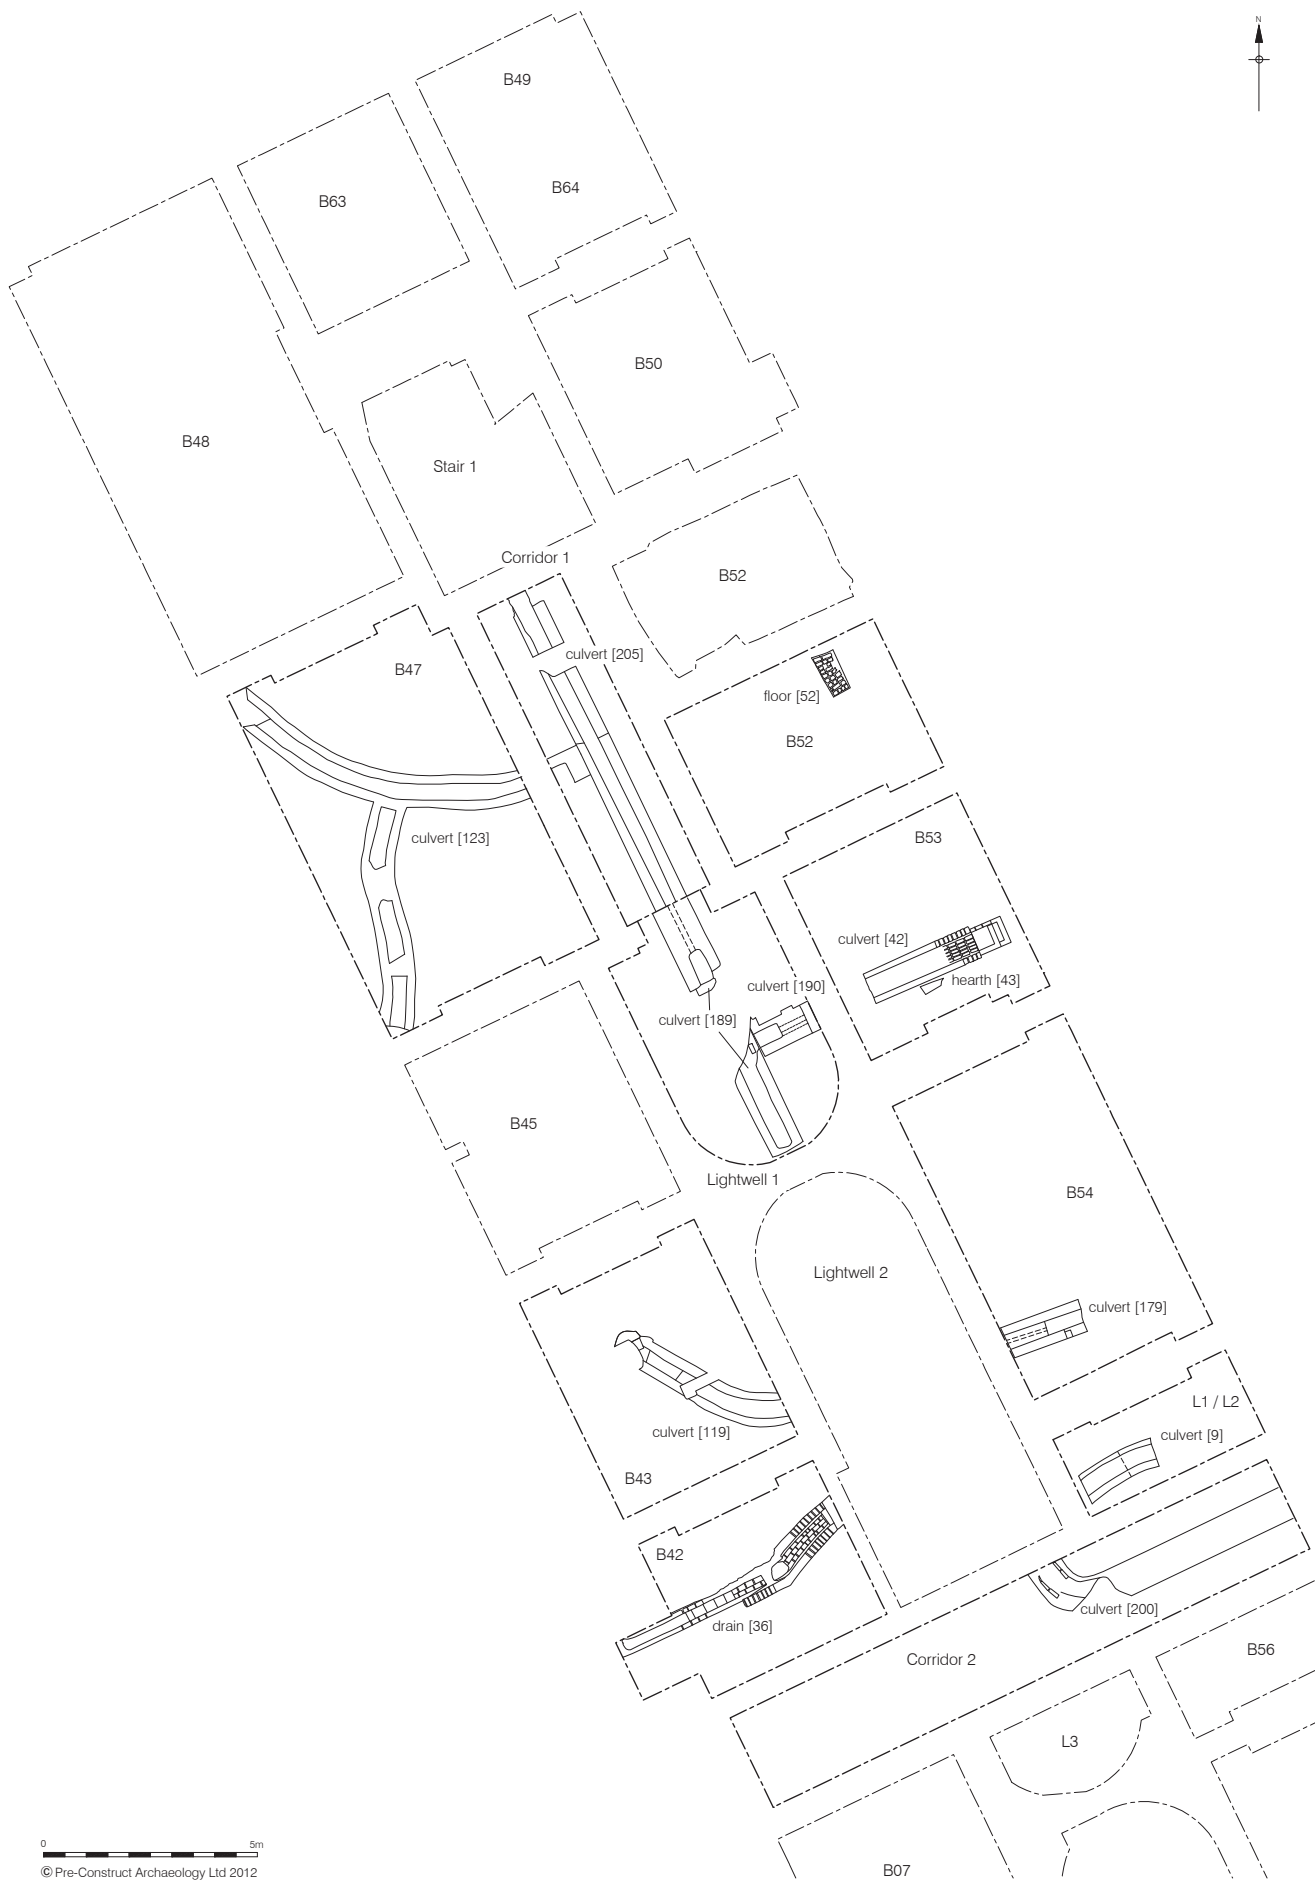 N
B49
B64
B63
B50
B48
Stair 1
Corridor 1
B52
culvert [205]
B47
floor [52]
B52
culvert [123]
B53
culvert [42]
hearth [43]
culvert [190]
culvert [189]
B45
Lightwell 1
B54
Lightwell 2
culvert [179]
L1 / L2
culvert [9]
culvert [119]
B43
B42
drain [36]
culvert [200]
Corridor 2
B56
L3
B07
0 5m
© Pre-Construct Archaeology Ltd 2012